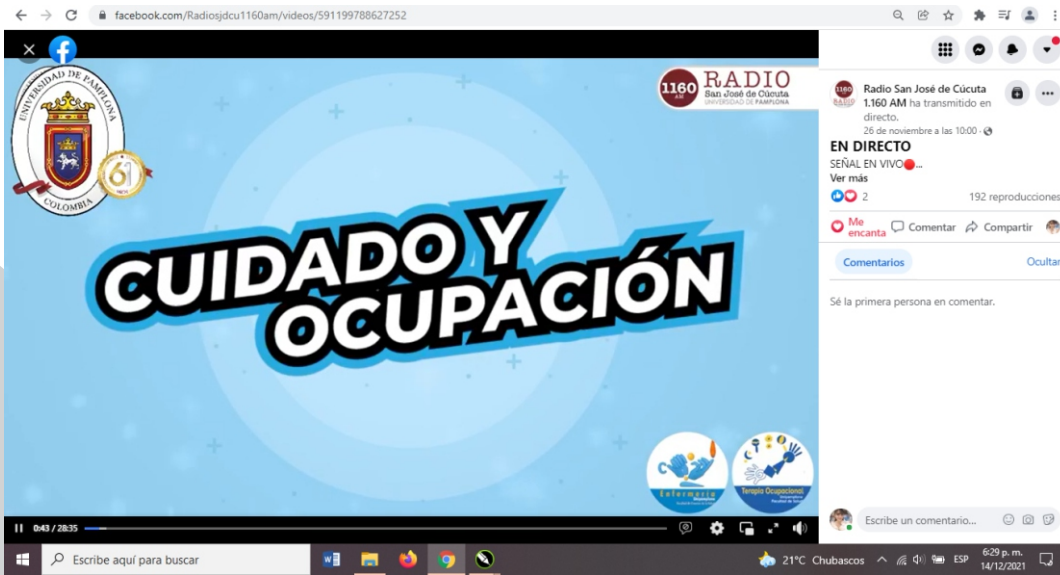 facebook.com/Radiosjdcu1160am/videos/591199788627252
UNIVERSIDAD DE PAMPLONA
COLOMBIA
61
1160
AM
RADIO
San José de Cúcuta
UNIVERSIDAD DE PAMPLONA
CUIDADO Y
OCUPACIÓN
Enfermería
Terapia Ocupacional
0:43 / 28:35
Radio San José de Cúcuta
1.160 AM ha transmitido en
directo.
26 de noviembre a las 10:00 ·
EN DIRECTO
SEÑAL EN VIVO🔴...
Ver más
2
192 reproducciones
Me
encanta
Comentar
Compartir
Comentarios
Ocultar
Sé la primera persona en comentar.
Escribe un comentario...
Escribe aquí para buscar
21°C Chubascos
ESP
6:29 p. m.
14/12/2021